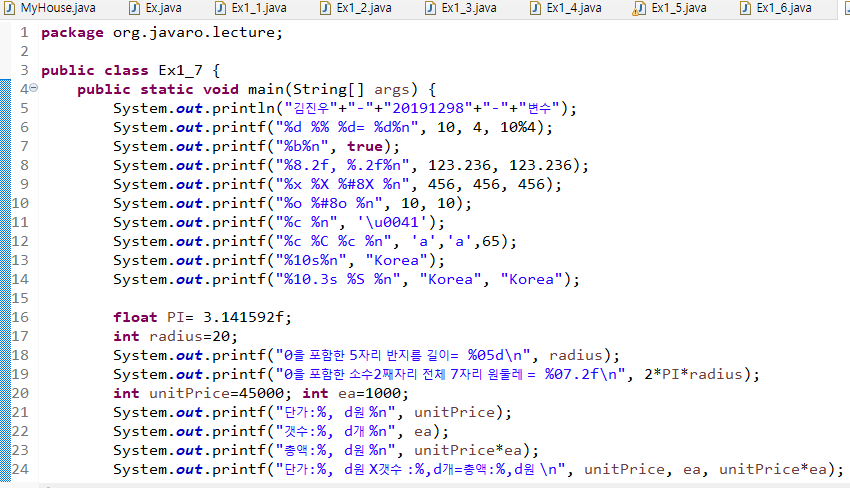 MyHouse.java Ex.java Ex1_1.java Ex1_2.java Ex1_3.java Ex1_4.java Ex1_5.java Ex1_6.java
1 package org.javaro.lecture;
2
3 public class Ex1_7 {
4 public static void main(String[] args) {
5 System.out.println("김진우"+"-"+"20191298"+"-"+"변수");
6 System.out.printf("%d %% %d= %d%n", 10, 4, 10%4);
7 System.out.printf("%b%n", true);
8 System.out.printf("%8.2f, %.2f%n", 123.236, 123.236);
9 System.out.printf("%x %X %#8X %n", 456, 456, 456);
10 System.out.printf("%o %#8o %n", 10, 10);
11 System.out.printf("%c %n", '\u0041');
12 System.out.printf("%c %C %c %n", 'a','a',65);
13 System.out.printf("%10s%n", "Korea");
14 System.out.printf("%10.3s %S %n", "Korea", "Korea");
15
16 float PI= 3.141592f;
17 int radius=20;
18 System.out.printf("0을 포함한 5자리 반지름 길이= %05d\n", radius);
19 System.out.printf("0을 포함한 소수2째자리 전체 7자리 원둘레 = %07.2f\n", 2*PI*radius);
20 int unitPrice=45000; int ea=1000;
21 System.out.printf("단가:%, d원 %n", unitPrice);
22 System.out.printf("갯수:%, d개 %n", ea);
23 System.out.printf("총액:%, d원 %n", unitPrice*ea);
24 System.out.printf("단가:%, d원 X갯수 :%,d개=총액:%,d원 \n", unitPrice, ea, unitPrice*ea);